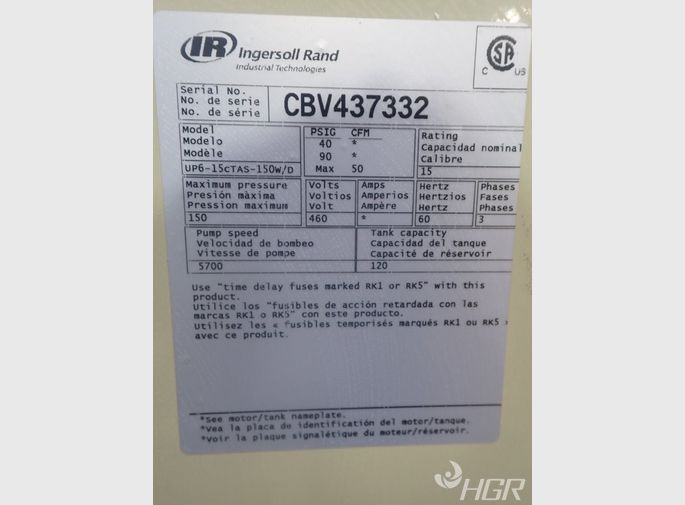 IR Ingersoll Rand
Industrial Technologies
CSA
C US
Serial No.
No. de serie
No. de série
CBV437332
Model
Modelo
Modèle
UP6-15cTAS-150W/D
PSIG CFM
40 *
90 *
Max 50
Rating
Capacidad nominal
Calibre
15
Maximum pressure
Presión màxima
Pression maximum
150
Volts
Voltios
Volt
460
Amps
Amperios
Ampère
*
Hertz
Hertzios
Hertz
60
Phases
Fases
Phases
3
Pump speed
Velocidad de bombeo
Vitesse de pompe
5700
Tank capacity
Capacidad del tanque
Capacité de réservoir
120
Use "time delay fuses marked RK1 or RK5" with this
product.
Utilice los "fusibles de acción retardada con las
marcas RK1 o RK5" con este producto.
Utilisez les « fusibles temporisés marqués RK1 ou RK5 »
avec ce produit.
*See motor/tank nameplate.
*Vea la placa de identificación del motor/tanque.
*Voir la plaque signalétique du moteur/réservoir.
HGR